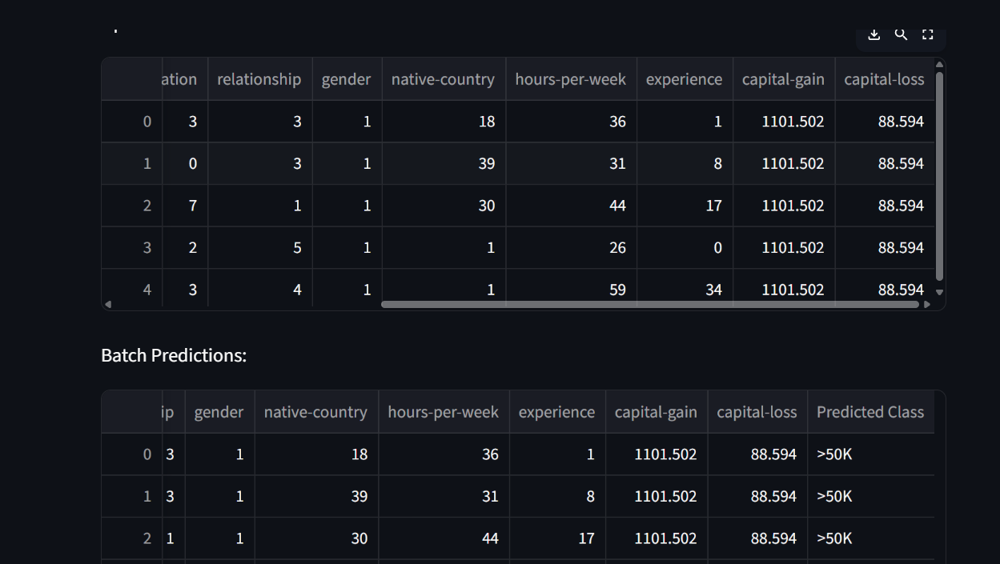 ation relationship gender native-country hours-per-week experience capital-gain capital-loss
0 3 3 1 18 36 1 1101.502 88.594
1 0 3 1 39 31 8 1101.502 88.594
2 7 1 1 30 44 17 1101.502 88.594
3 2 5 1 1 26 0 1101.502 88.594
4 3 4 1 1 59 34 1101.502 88.594
Batch Predictions:
ip gender native-country hours-per-week experience capital-gain capital-loss Predicted Class
0 3 1 18 36 1 1101.502 88.594 >50K
1 3 1 39 31 8 1101.502 88.594 >50K
2 1 1 30 44 17 1101.502 88.594 >50K